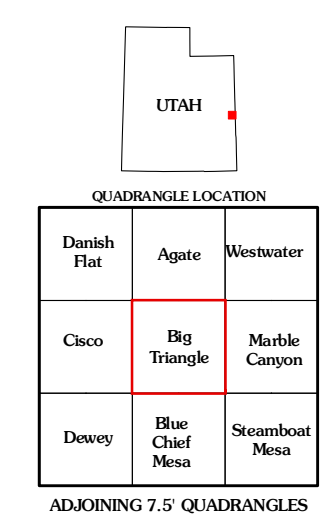 UTAH
QUADRANGLE LOCATION
Danish
Flat
Agate
Westwater
Cisco
Big
Triangle
Marble
Canyon
Dewey
Blue
Chief
Mesa
Steamboat
Mesa
ADJOINING 7.5' QUADRANGLES